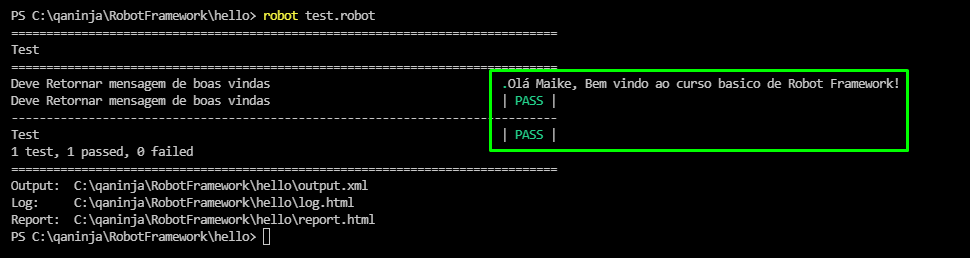 PS C:\qaninja\RobotFramework\hello> robot test.robot
==============================================================================
Test
==============================================================================
Deve Retornar mensagem de boas vindas .Olá Maike, Bem vindo ao curso basico de Robot Framework!
Deve Retornar mensagem de boas vindas | PASS |
------------------------------------------------------------------------------
Test | PASS |
1 test, 1 passed, 0 failed
==============================================================================
Output: C:\qaninja\RobotFramework\hello\output.xml
Log: C:\qaninja\RobotFramework\hello\log.html
Report: C:\qaninja\RobotFramework\hello\report.html
PS C:\qaninja\RobotFramework\hello>